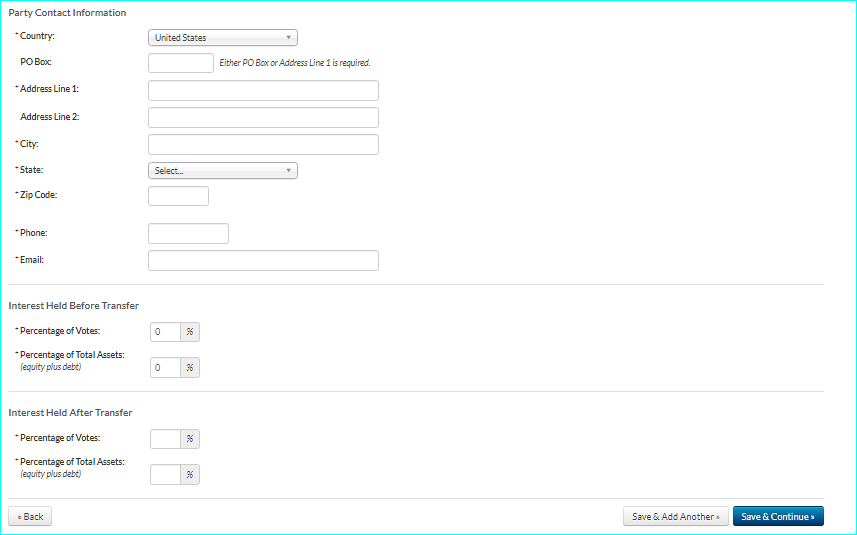 Party Contact Information
* Country: United States
PO Box: Either PO Box or Address Line 1 is required.
* Address Line 1:
Address Line 2:
* City:
* State: Select...
* Zip Code:
* Phone:
* Email:
Interest Held Before Transfer
* Percentage of Votes: 0 %
* Percentage of Total Assets:
(equity plus debt) 0 %
Interest Held After Transfer
* Percentage of Votes: %
* Percentage of Total Assets:
(equity plus debt) %
« Back Save & Add Another » Save & Continue »